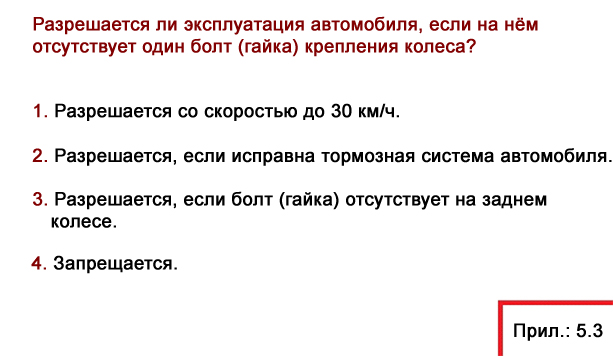 Разрешается ли эксплуатация автомобиля, если на нём
отсутствует один болт (гайка) крепления колеса?
1. Разрешается со скоростью до 30 км/ч.
2. Разрешается, если исправна тормозная система автомобиля.
3. Разрешается, если болт (гайка) отсутствует на заднем
колесе.
4. Запрещается.
Прил.: 5.3